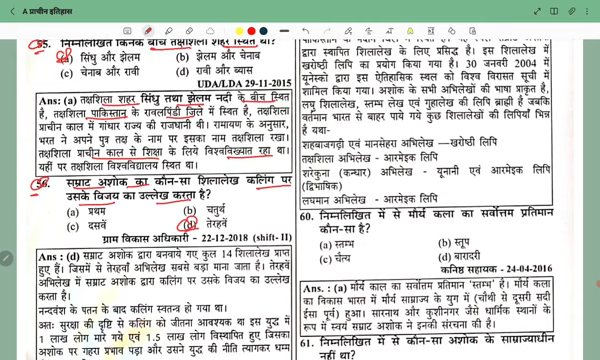 A प्राचीन इतिहास
55. निम्नलिखित किनके बीच तक्षशिला शहर स्थित था?
(a) सिंधु और झेलम (b) झेलम और चेनाब
(c) चेनाब और रावी (d) रावी और ब्यास
UDA/LDA 29-11-2015
Ans: (a) तक्षशिला शहर सिंधु तथा झेलम नदी के बीच स्थित
है, तक्षशिला पाकिस्तान के रावलपिंडी जिले में स्थित है, तक्षशिला
प्राचीन काल में गांधार राज्य की राजधानी थी। रामायण के अनुसार,
भरत ने अपने पुत्र तक्ष के नाम पर इसका नाम तक्षशिला रखा।
तक्षशिला प्राचीन काल से शिक्षा के लिये विश्वविख्यात रहा था।
यहीं पर तक्षशिला विश्वविद्यालय स्थित था।
56. सम्राट अशोक का कौन-सा शिलालेख कलिंग पर
उसके विजय का उल्लेख करता है?
(a) प्रथम (b) चतुर्थ
(c) दसवें (d) तेरहवें
ग्राम विकास अधिकारी - 22-12-2018 (shift-II)
Ans: (d) सम्राट अशोक द्वारा बनवाये गए कुल 14 शिलालेख प्राप्त
हुए हैं। जिसमें से तेरहवाँ अभिलेख सबसे बड़ा माना जाता है। तेरहवें
अभिलेख में सम्राट अशोक द्वारा कलिंग पर उसके विजय का उल्लेख
करता है।
नन्दवंश के पतन के बाद कलिंग स्वतन्त्र हो गया था।
अतः सुरक्षा की दृष्टि से कलिंग को जीतना आवश्यक था इस युद्ध में
1 लाख लोग मारे गये एवं 1.5 लाख लोग विस्थापित हुए जिसका
अशोक पर गहरा प्रभाव पड़ा और उसने युद्ध की नीति त्यागकर धम्म
द्वारा स्थापित शिलालेख के लिए प्रसिद्ध है। इस शिलालेख में
खरोष्ठी लिपि का प्रयोग किया गया है। 30 जनवरी 2004 में
यूनेस्को द्वारा इस ऐतिहासिक स्थल को विश्व विरासत सूची में
शामिल किया गया। अशोक के सभी अभिलेखों की भाषा प्राकृत है,
लघु शिलालेख, स्तम्भ लेख एवं गुहालेख की लिपि ब्राह्मी है जबकि
वर्तमान भारत से बाहर पाये गये कुछ शिलालेखों की लिपियाँ भिन्न
है यथा-
शहबाजगढ़ी एवं मानसेहरा अभिलेख —खरोष्ठी लिपि
तक्षशिला अभिलेख - आरमेइक लिपि
शरेकुना (कन्धार) अभिलेख - यूनानी एवं आरमेइक लिपि
(द्विभाषिक)
लघमान अभिलेख - आरमेइक लिपि
60. निम्नलिखित में से मौर्य कला का सर्वोत्तम प्रतिमान
कौन-सा है?
(a) स्तम्भ (b) स्तूप
(c) चैत्य (d) बारादरी
कनिष्ठ सहायक - 24-04-2016
Ans. : (a) मौर्य काल का सर्वोत्तम प्रतिमान 'स्तम्भ' है। मौर्य कला
का विकास भारत में मौर्य साम्राज्य के युग में (चौथी से दूसरी सदी
ईसा पूर्व) हुआ। सारनाथ और कुशीनगर जैसे धार्मिक स्थानों के
रूप में स्वयं सम्राट अशोक ने इनकी संरचना की है।
61. निम्नलिखित में से कौन-सा अशोक के साम्राज्याधीन
नहीं था?